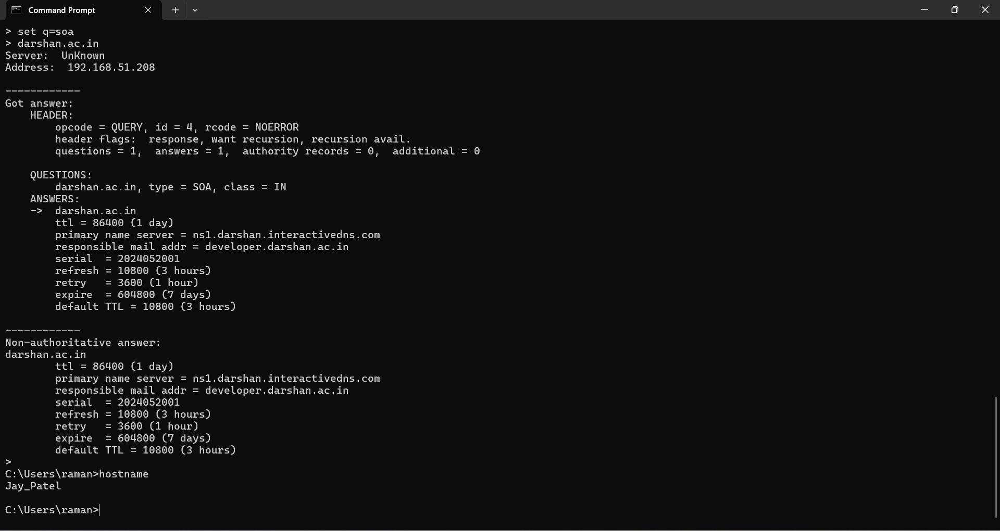 Command Prompt
> set q=soa
> darshan.ac.in
Server:  UnKnown
Address:  192.168.51.208

------------
Got answer:
    HEADER:
        opcode = QUERY, id = 4, rcode = NOERROR
        header flags:  response, want recursion, recursion avail.
        questions = 1,  answers = 1,  authority records = 0,  additional = 0

    QUESTIONS:
        darshan.ac.in, type = SOA, class = IN
    ANSWERS:
    ->  darshan.ac.in
        ttl = 86400 (1 day)
        primary name server = ns1.darshan.interactivedns.com
        responsible mail addr = developer.darshan.ac.in
        serial  = 2024052001
        refresh = 10800 (3 hours)
        retry   = 3600 (1 hour)
        expire  = 604800 (7 days)
        default TTL = 10800 (3 hours)

------------
Non-authoritative answer:
darshan.ac.in
        ttl = 86400 (1 day)
        primary name server = ns1.darshan.interactivedns.com
        responsible mail addr = developer.darshan.ac.in
        serial  = 2024052001
        refresh = 10800 (3 hours)
        retry   = 3600 (1 hour)
        expire  = 604800 (7 days)
        default TTL = 10800 (3 hours)
>
C:\Users\raman>hostname
Jay_Patel

C:\Users\raman>